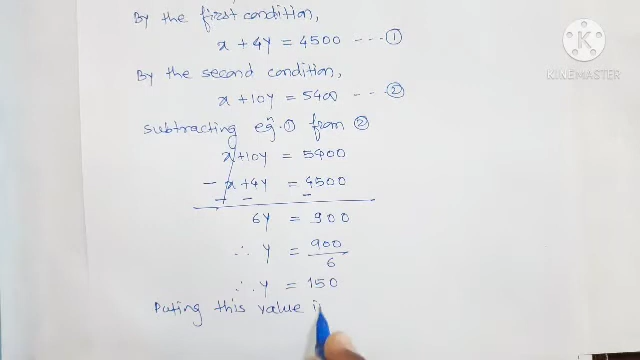 By the first condition,
x + 4y = 4500 ---- ①
By the second condition,
x + 10y = 5400 ---- ②
Subtracting eqn ① from ②
x + 10y = 5400
- x + 4y = 4500
+ - -
6y = 900
∴ y = 900/6
∴ y = 150
Puting this value i
K
KINEMASTER